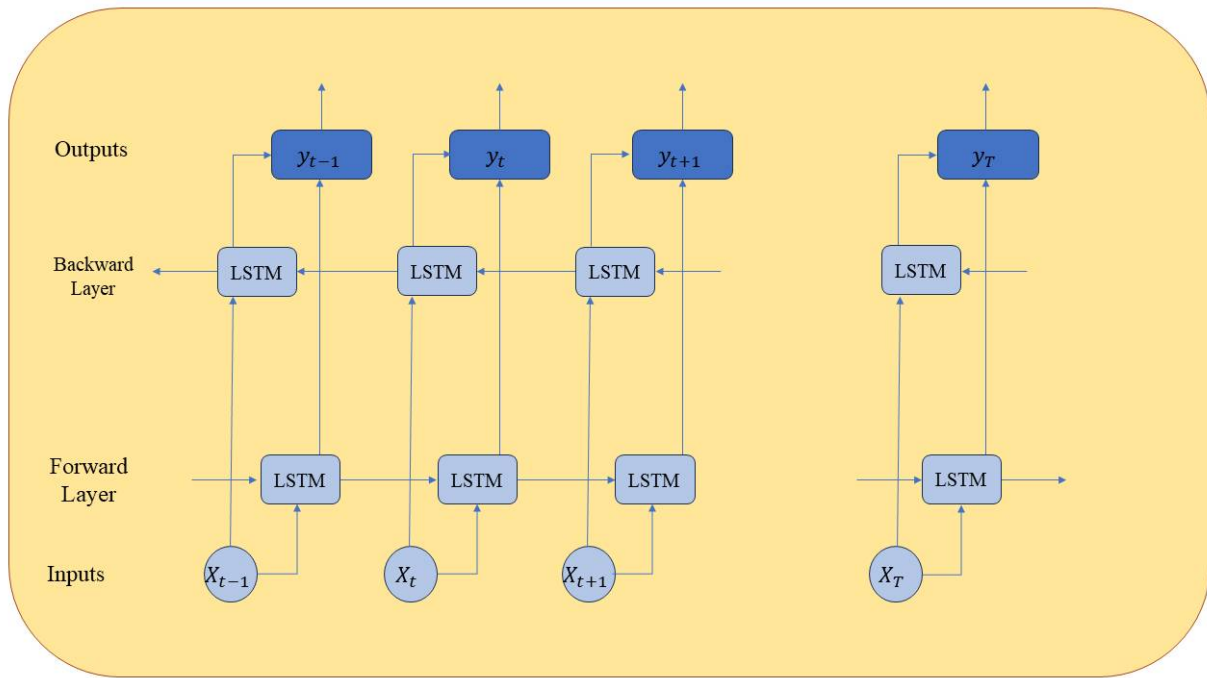 Outputs
y_{t−1}
y_t
y_{t+1}
y_T
Backward
Layer
LSTM
LSTM
LSTM
LSTM
Forward
Layer
LSTM
LSTM
LSTM
LSTM
Inputs
X_{t−1}
X_t
X_{t+1}
X_T